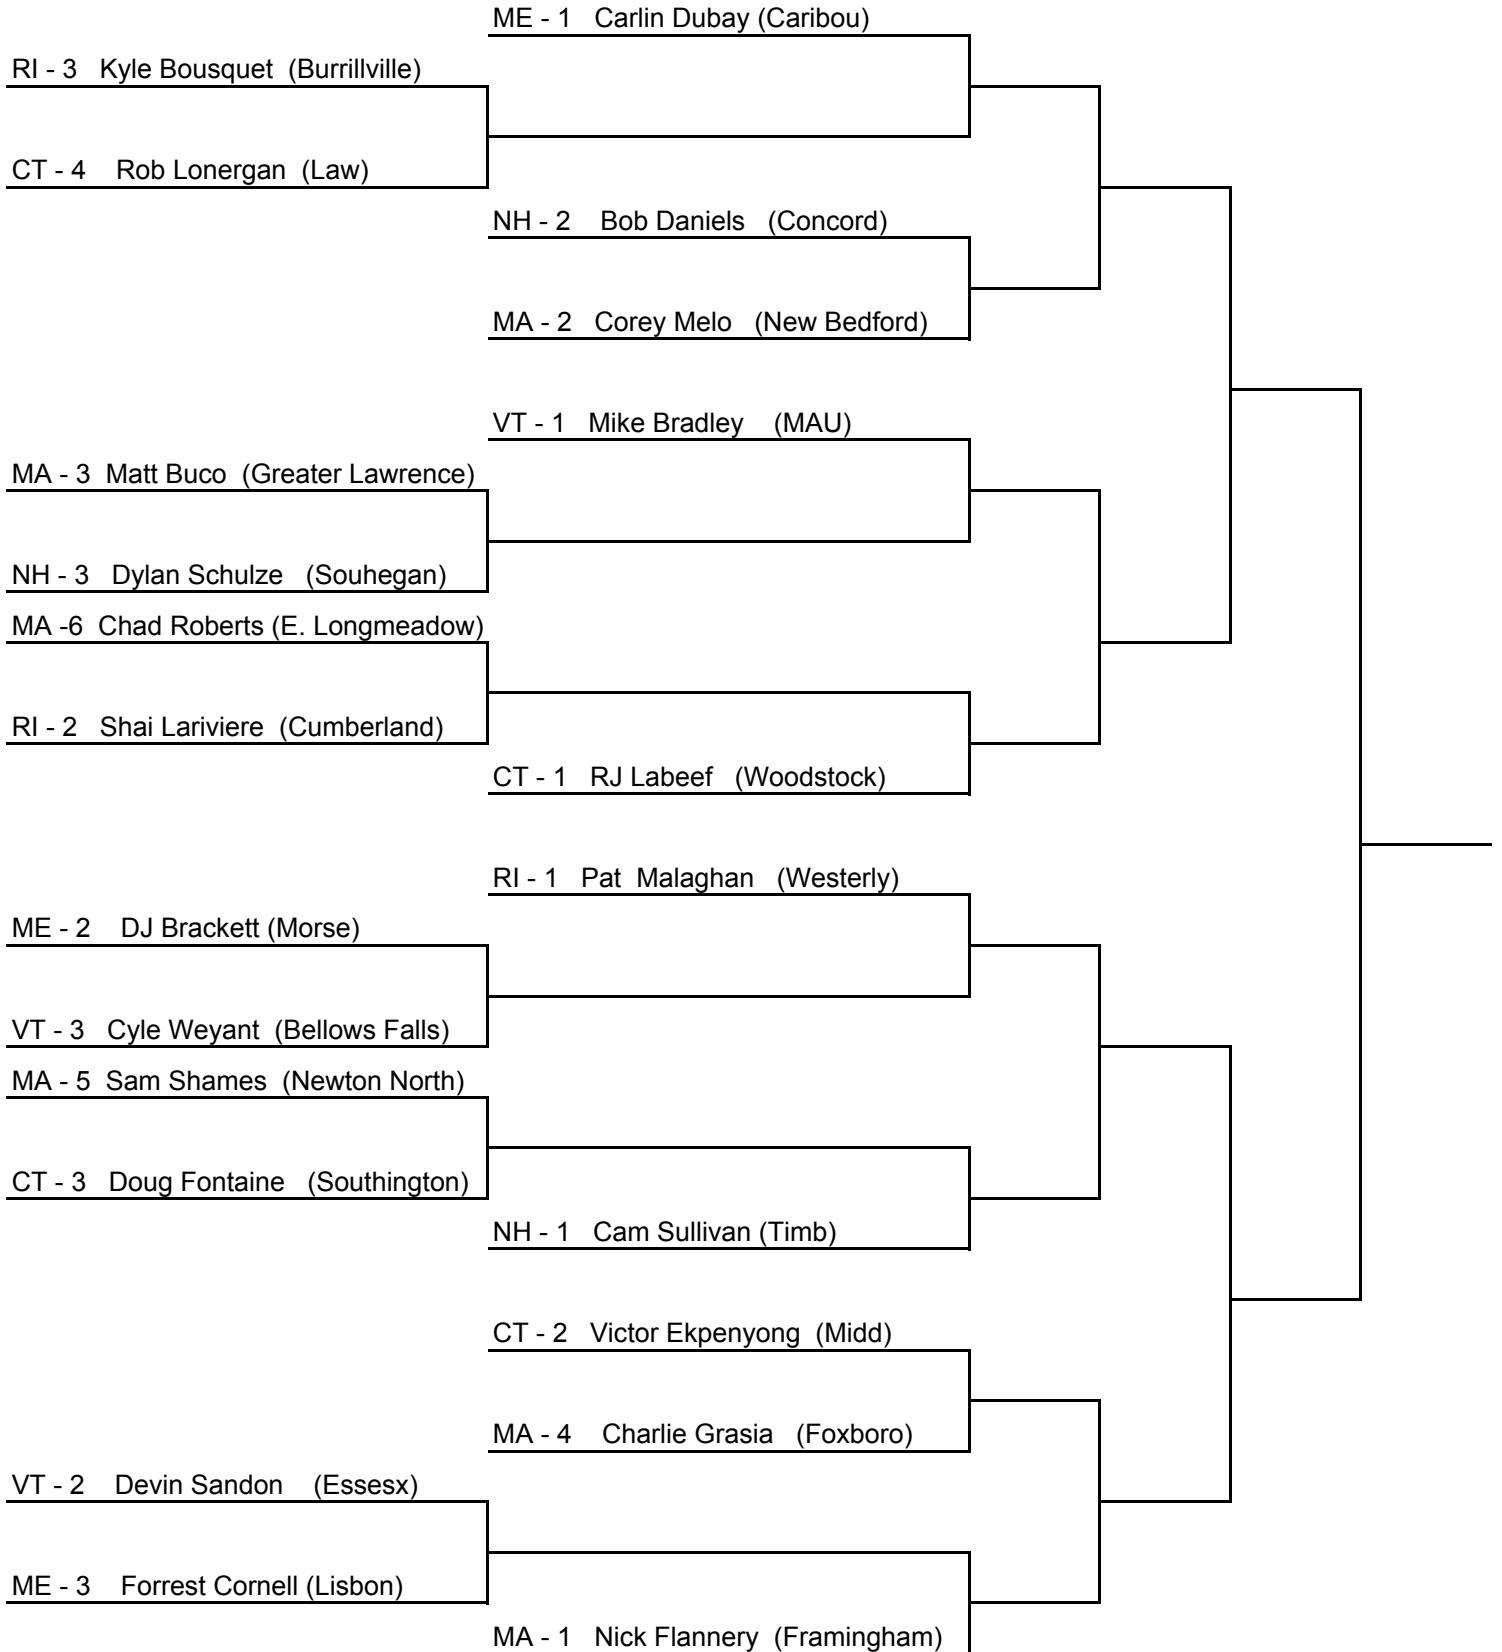 ME - 1 Carlin Dubay (Caribou)
RI - 3 Kyle Bousquet (Burrillville)
CT - 4 Rob Lonergan (Law)
NH - 2 Bob Daniels (Concord)
MA - 2 Corey Melo (New Bedford)
VT - 1 Mike Bradley (MAU)
MA - 3 Matt Buco (Greater Lawrence)
NH - 3 Dylan Schulze (Souhegan)
MA -6 Chad Roberts (E. Longmeadow)
RI - 2 Shai Lariviere (Cumberland)
CT - 1 RJ Labeef (Woodstock)
RI - 1 Pat Malaghan (Westerly)
ME - 2 DJ Brackett (Morse)
VT - 3 Cyle Weyant (Bellows Falls)
MA - 5 Sam Shames (Newton North)
CT - 3 Doug Fontaine (Southington)
NH - 1 Cam Sullivan (Timb)
CT - 2 Victor Ekpenyong (Midd)
MA - 4 Charlie Grasia (Foxboro)
VT - 2 Devin Sandon (Essesx)
ME - 3 Forrest Cornell (Lisbon)
MA - 1 Nick Flannery (Framingham)